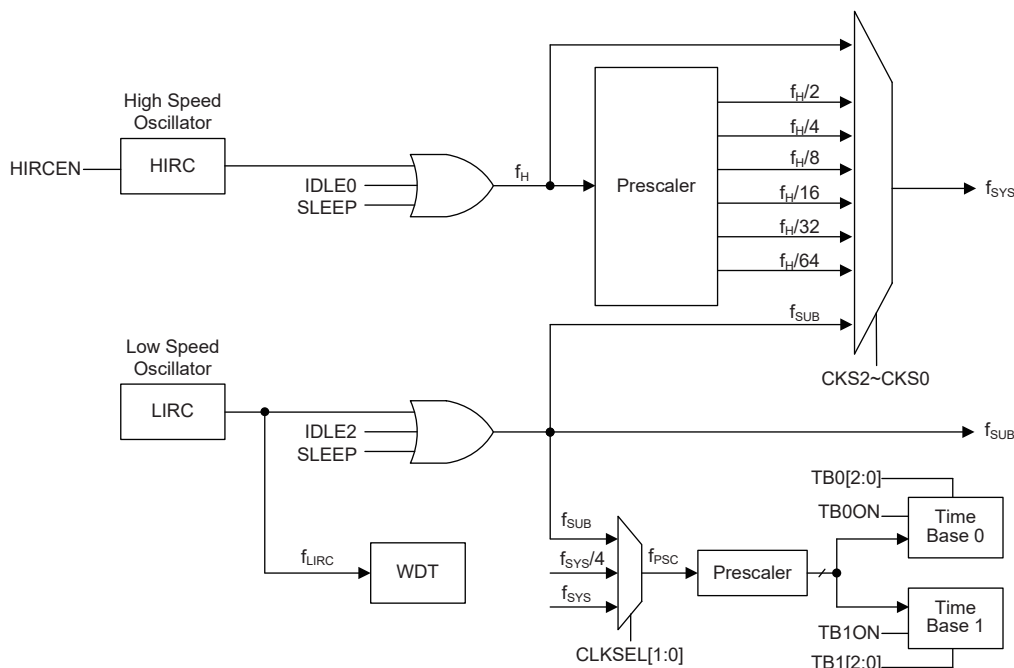 High Speed
Oscillator
HIRCEN
HIRC
IDLE0
SLEEP
fH
Prescaler
fH/2
fH/4
fH/8
fH/16
fH/32
fH/64
fSUB
fSYS
CKS2~CKS0
Low Speed
Oscillator
LIRC
IDLE2
SLEEP
fSUB
fLIRC
WDT
fSUB
fSYS/4
fSYS
CLKSEL[1:0]
fPSC
Prescaler
TB0[2:0]
TB0ON
Time
Base 0
TB1ON
TB1[2:0]
Time
Base 1